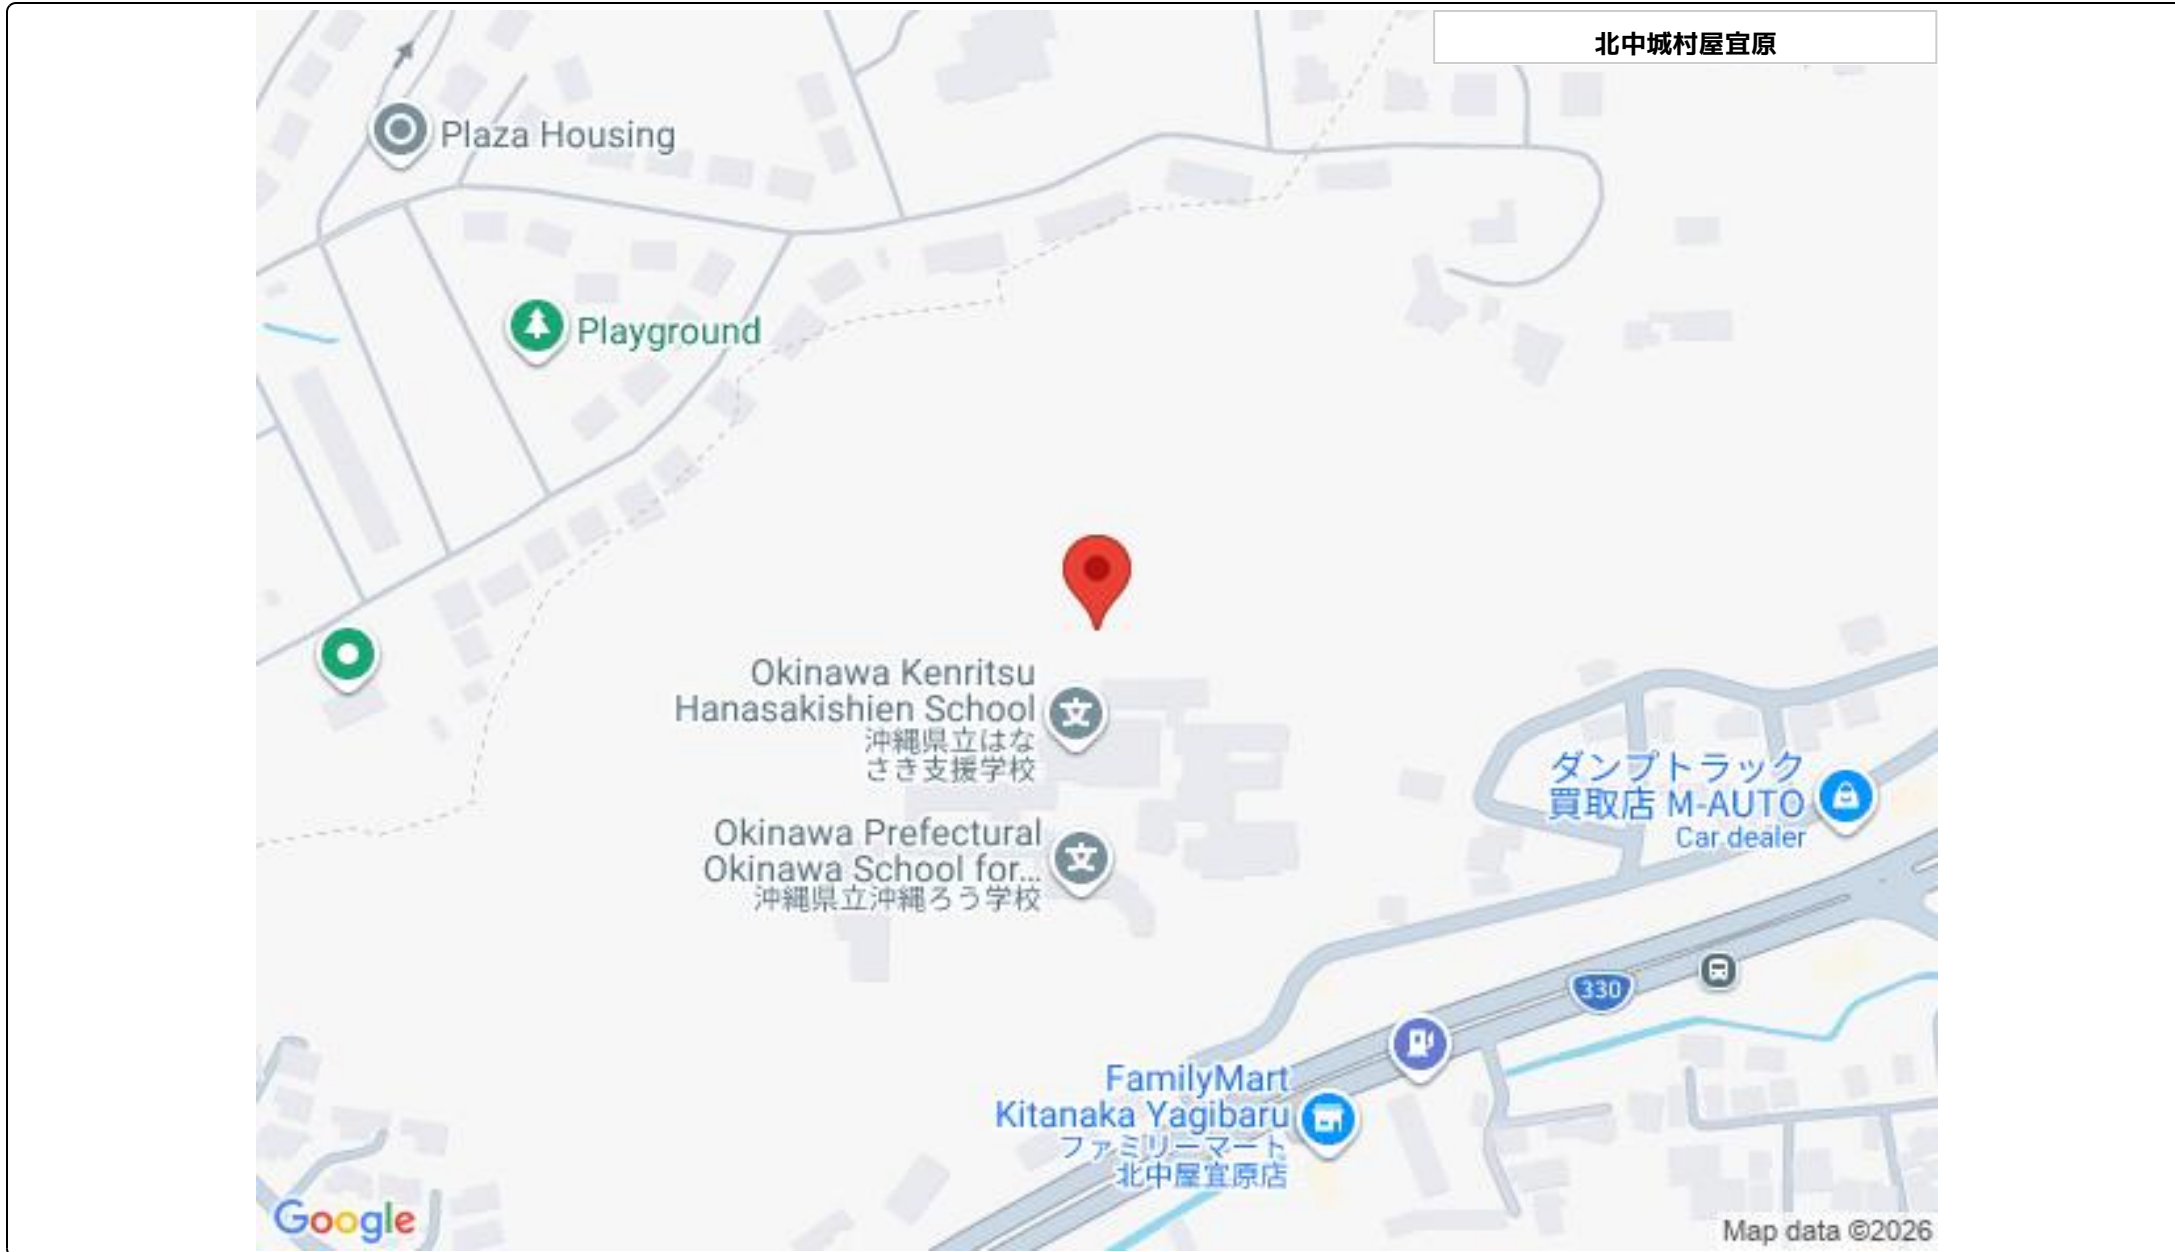 北中城村屋宜原
Plaza Housing
Playground
Okinawa Kenritsu
Hanasakishien School
沖縄県立はな
さき支援学校
ダンプトラック
買取店 M-AUTO
Car dealer
Okinawa Prefectural
Okinawa School for...
沖縄県立沖縄ろう学校
330
FamilyMart
Kitanaka Yagibaru
ファミリーマート
北中屋宜原店
Google
Map data ©2026